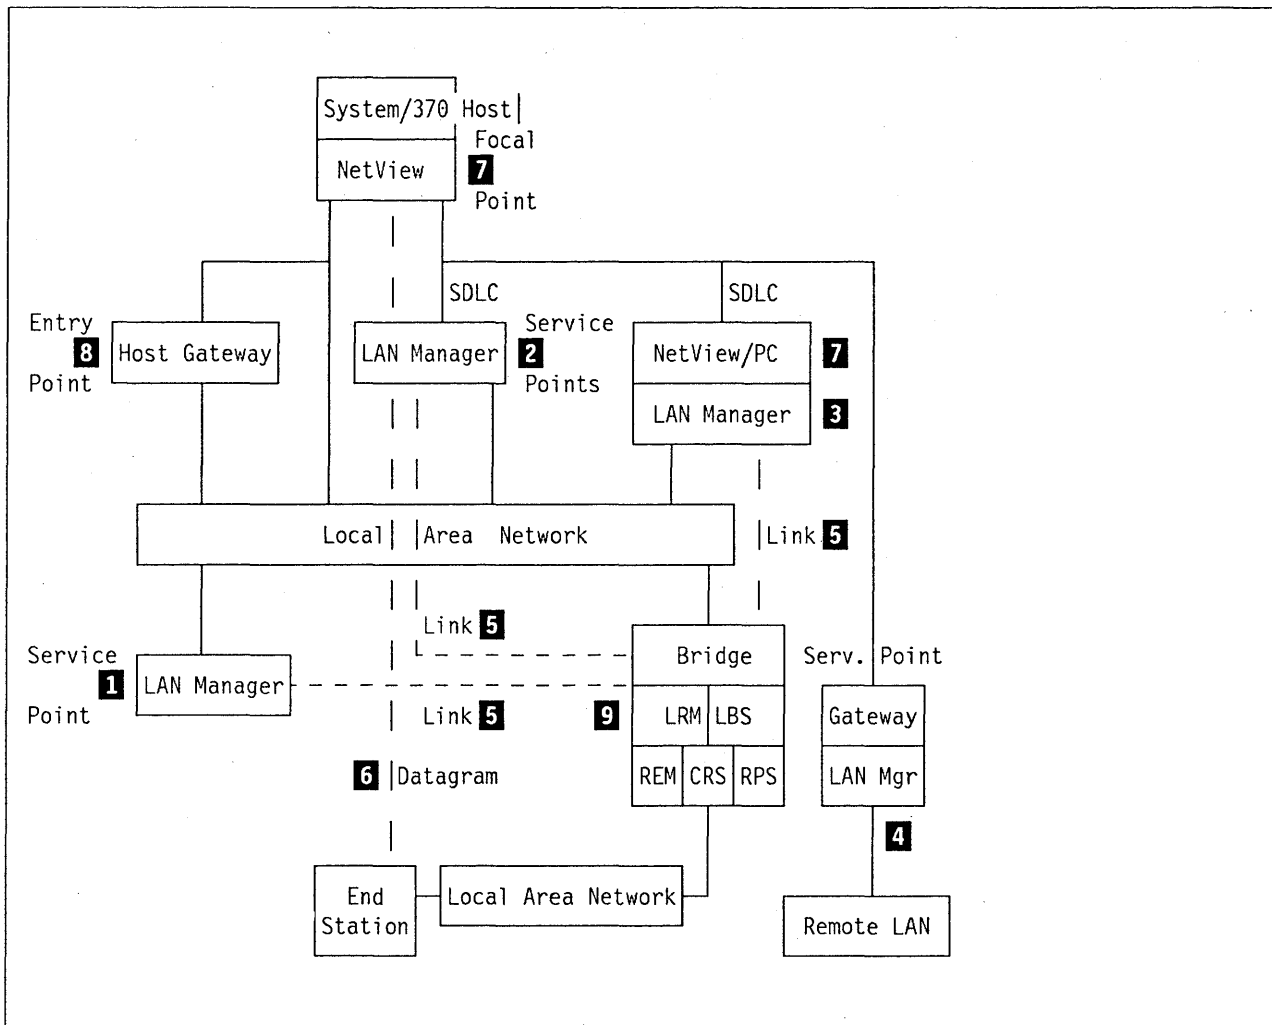 System/370 Host
Focal
NetView 7
Point
SDLC SDLC
Entry Service
8 Host Gateway LAN Manager 2 NetView/PC 7
Point Points
LAN Manager 3
Local Area Network Link 5
Link 5
Service Bridge Serv. Point
1 LAN Manager
Point Link 5 9 LRM LBS Gateway
6 Datagram REM CRS RPS LAN Mgr
4
End Local Area Network
Station Remote LAN